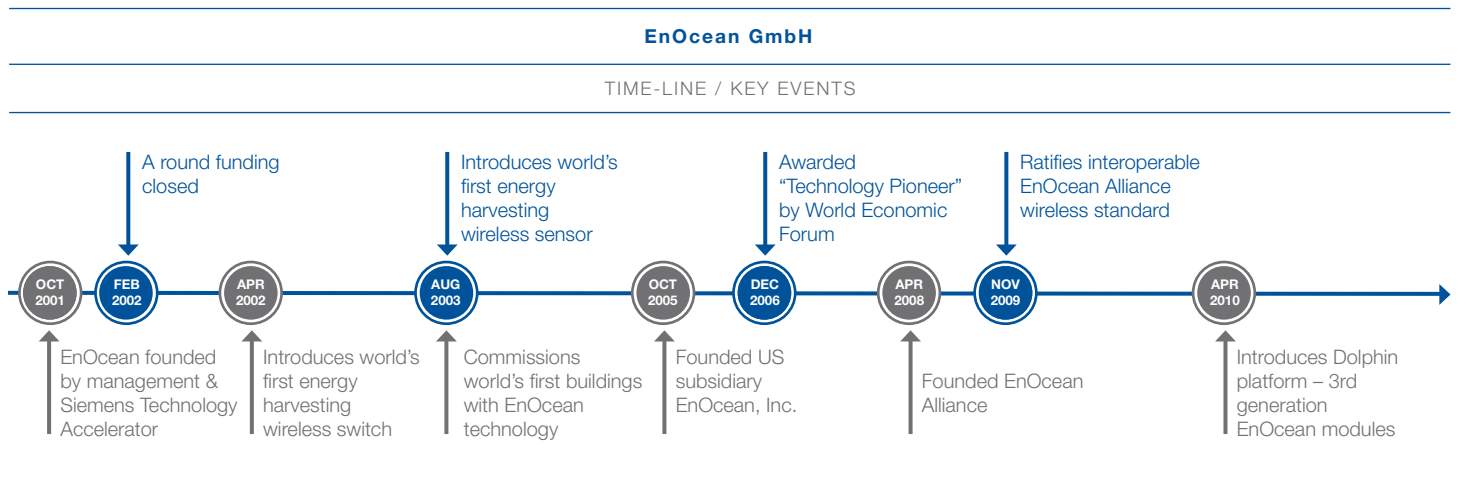 EnOcean GmbH
TIME-LINE / KEY EVENTS
A round funding
closed
Introduces world's
first energy
harvesting
wireless sensor
Awarded
“Technology Pioneer”
by World Economic
Forum
Ratifies interoperable
EnOcean Alliance
wireless standard
OCT
2001
FEB
2002
APR
2002
AUG
2003
OCT
2005
DEC
2006
APR
2008
NOV
2009
APR
2010
EnOcean founded
by management &
Siemens Technology
Accelerator
Introduces world's
first energy
harvesting
wireless switch
Commissions
world's first buildings
with EnOcean
technology
Founded US
subsidiary
EnOcean, Inc.
Founded EnOcean
Alliance
Introduces Dolphin
platform – 3rd
generation
EnOcean modules